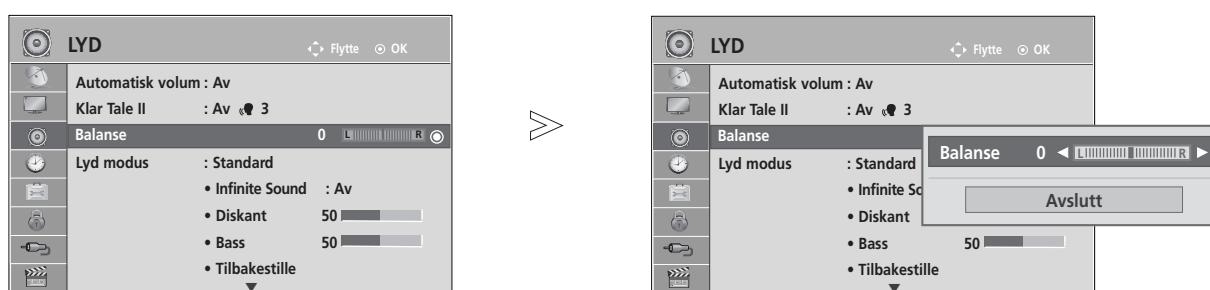 LYD Flytte OK
Automatisk volum : Av
Klar Tale II : Av 3
Balanse 0 L R
Lyd modus : Standard
• Infinite Sound : Av
• Diskant 50
• Bass 50
• Tilbakestille
LYD Flytte OK
Automatisk volum : Av
Klar Tale II : Av 3
Balanse
Lyd modus : Standard
• Infinite So
• Diskant
• Bass 50
• Tilbakestille
Balanse 0 L R
Avslutt